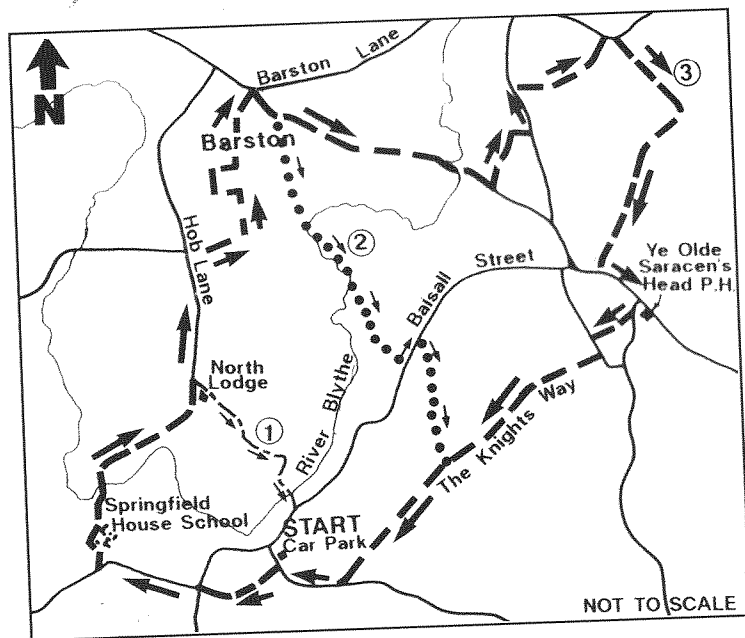 N
Barston Lane
3
Barston
Hob Lane
2
Balsall Street
Ye Olde
Saracen's
Head P.H.
North
Lodge
River Blythe
The Knights Way
1
Springfield
House School
START
Car Park
NOT TO SCALE